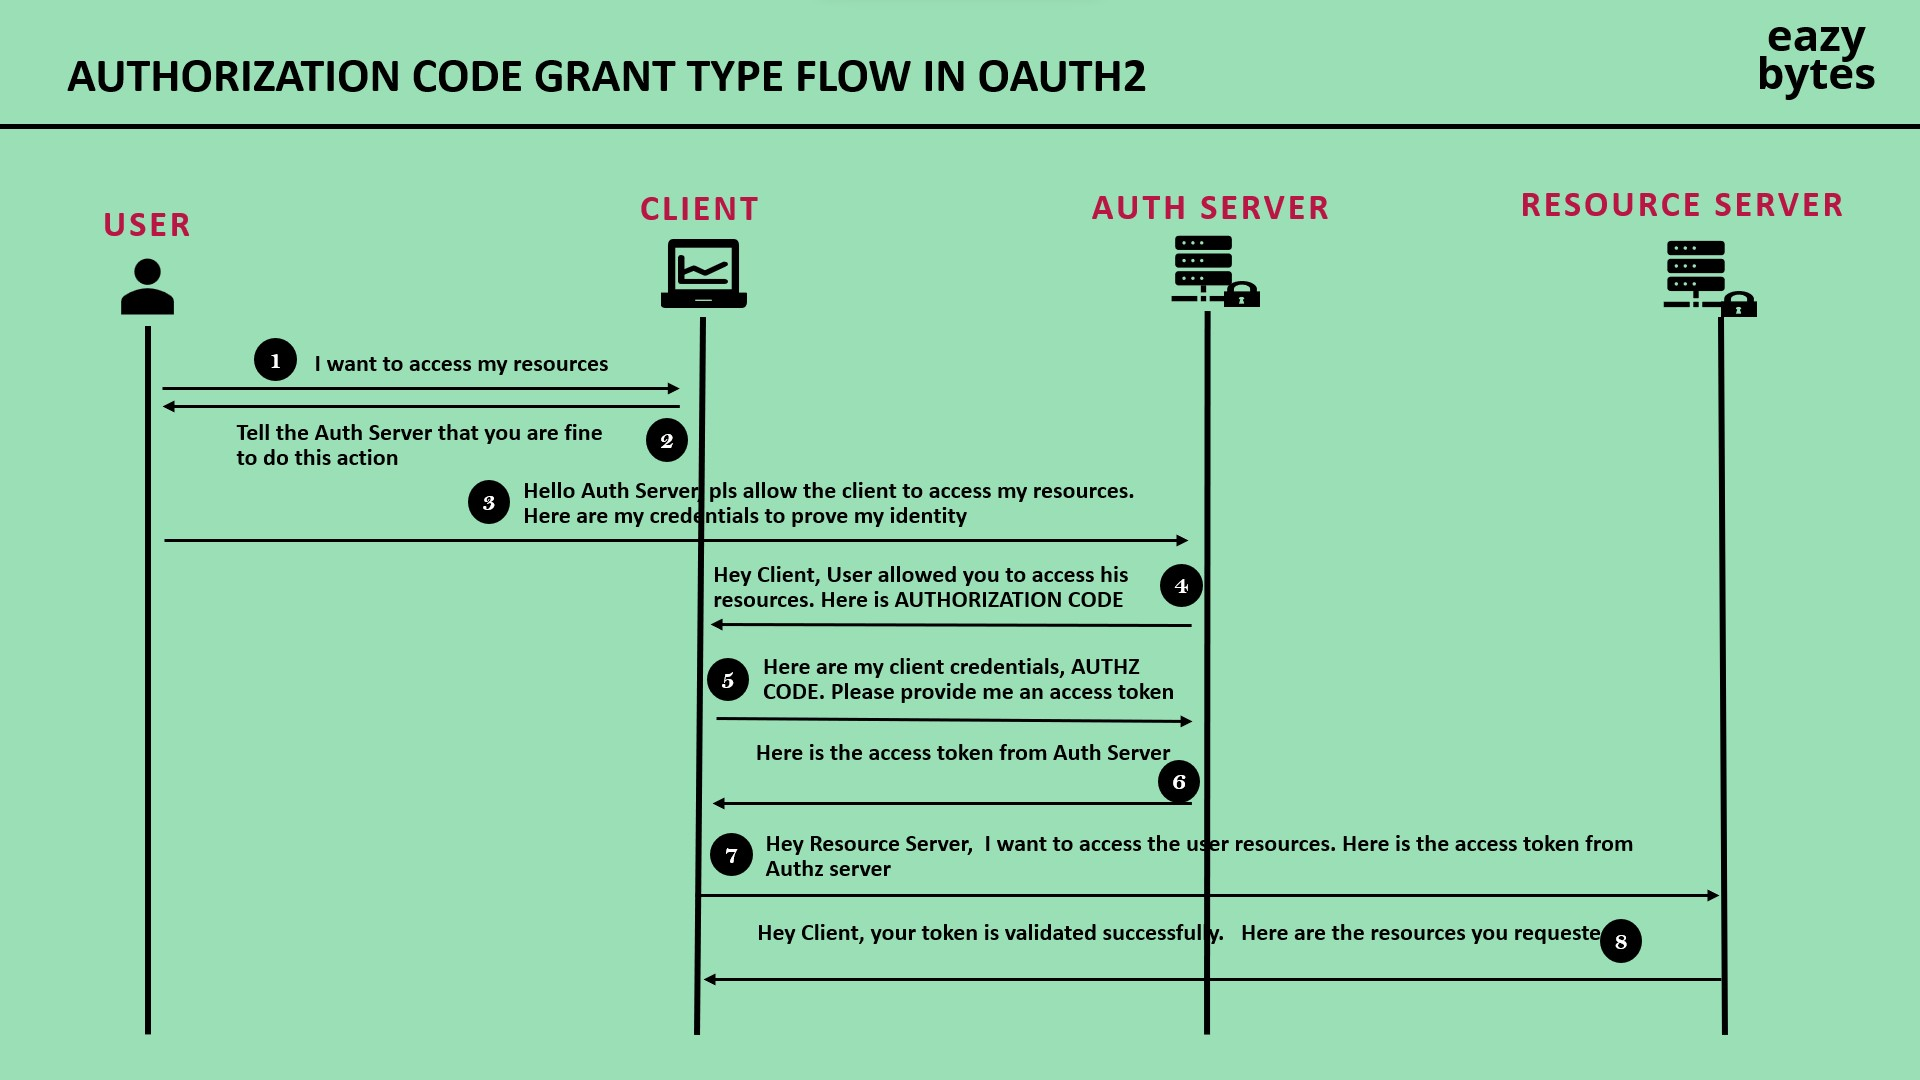 eazy
bytes
AUTHORIZATION CODE GRANT TYPE FLOW IN OAUTH2
USER
CLIENT
AUTH SERVER
RESOURCE SERVER
1
I want to access my resources
Tell the Auth Server that you are fine
to do this action
2
3
Hello Auth Server, pls allow the client to access my resources.
Here are my credentials to prove my identity
Hey Client, User allowed you to access his
resources. Here is AUTHORIZATION CODE
4
5
Here are my client credentials, AUTHZ
CODE. Please provide me an access token
Here is the access token from Auth Server
6
7
Hey Resource Server,  I want to access the user resources. Here is the access token from
Authz server
Hey Client, your token is validated successfully.   Here are the resources you requeste
8